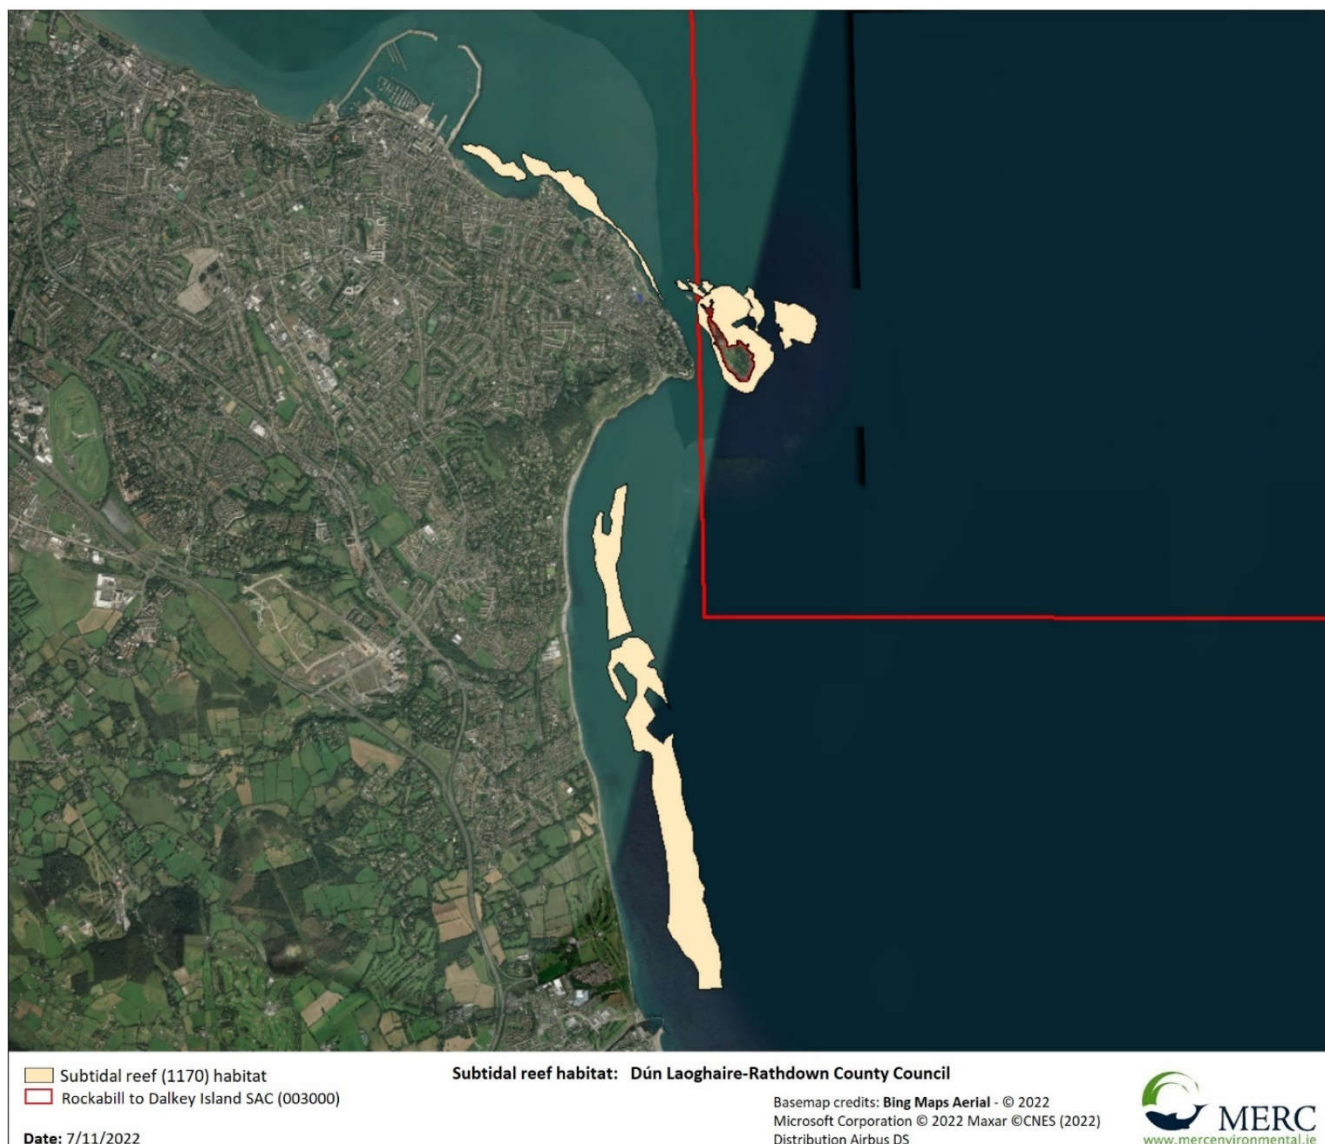 Subtidal reef (1170) habitat
Rockabill to Dalkey Island SAC (003000)
Date: 7/11/2022
Subtidal reef habitat: Dún Laoghaire-Rathdown County Council
Basemap credits: Bing Maps Aerial - © 2022
Microsoft Corporation © 2022 Maxar ©CNES (2022)
Distribution Airbus DS
MERC
www.mercenvironmental.ie